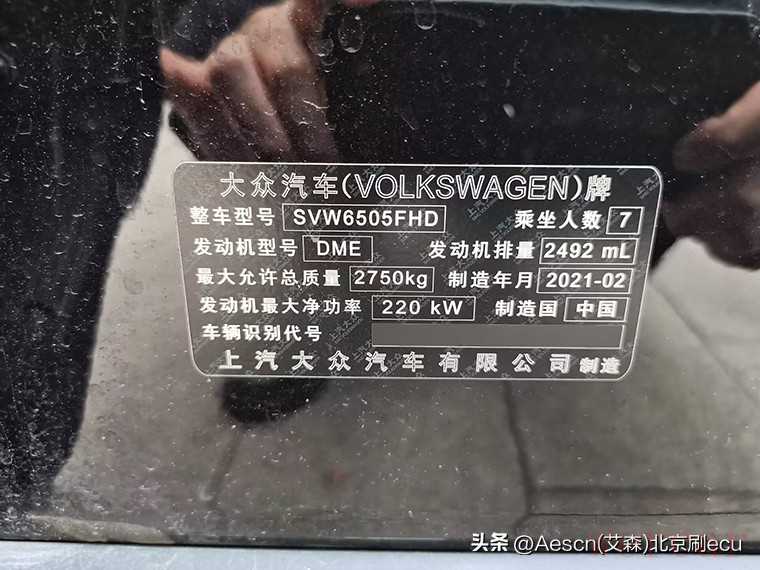 大众汽车(VOLKSWAGEN)牌
整车型号 SVW6505FHD 乘坐人数 7
发动机型号 DME 发动机排量 2492 mL
最大允许总质量 2750kg 制造年月 2021-02
发动机最大净功率 220 kW 制造国 中国
车辆识别代号
上汽大众汽车有限公司 制造
头条 @Aescn(艾森)北京刷ecu